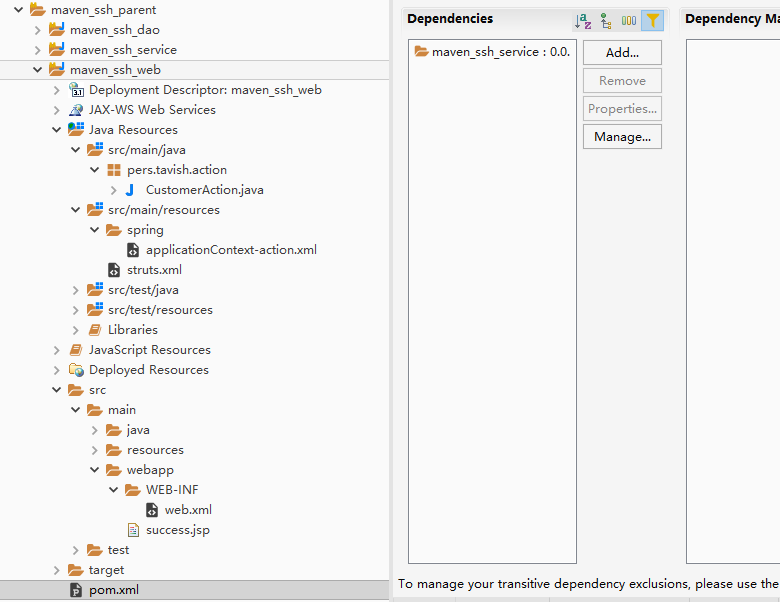 maven_ssh_parent
maven_ssh_dao
maven_ssh_service
maven_ssh_web
3.1 Deployment Descriptor: maven_ssh_web
JAX-WS Web Services
Java Resources
src/main/java
pers.tavish.action
CustomerAction.java
src/main/resources
spring
applicationContext-action.xml
struts.xml
src/test/java
src/test/resources
Libraries
JavaScript Resources
Deployed Resources
src
main
java
resources
webapp
WEB-INF
web.xml
success.jsp
test
target
pom.xml
Dependencies
maven_ssh_service : 0.0.
Add...
Remove
Properties...
Manage...
Dependency Ma
To manage your transitive dependency exclusions, please use the